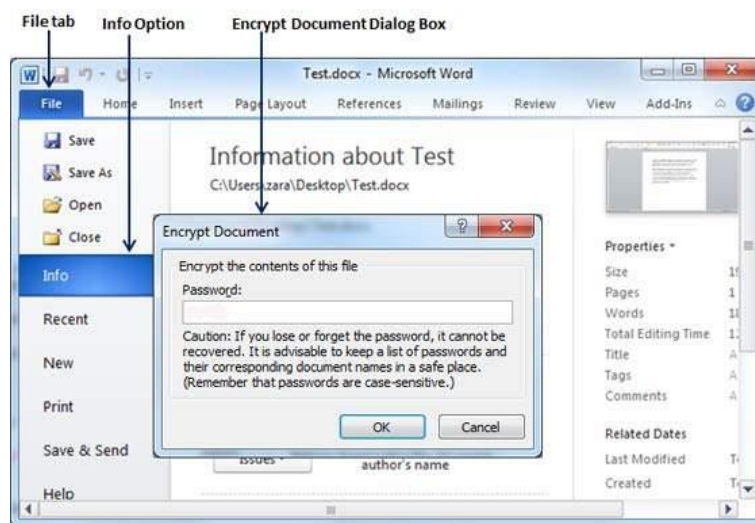 File tab
Info Option
Encrypt Document Dialog Box
Test.docx - Microsoft Word
File Home Insert Page Layout References Mailings Review View Add-Ins
Save
Save As
Open
Close
Info
Recent
New
Print
Save & Send
Help
Information about Test
C:\Users\zara\Desktop\Test.docx
Encrypt Document
Encrypt the contents of this file
Password:
Caution: If you lose or forget the password, it cannot be
recovered. It is advisable to keep a list of passwords and
their corresponding document names in a safe place.
(Remember that passwords are case-sensitive.)
OK Cancel
Issues
author's name
Properties
Size
Pages 1
Words
Total Editing Time
Title
Tags
Comments
Related Dates
Last Modified
Created